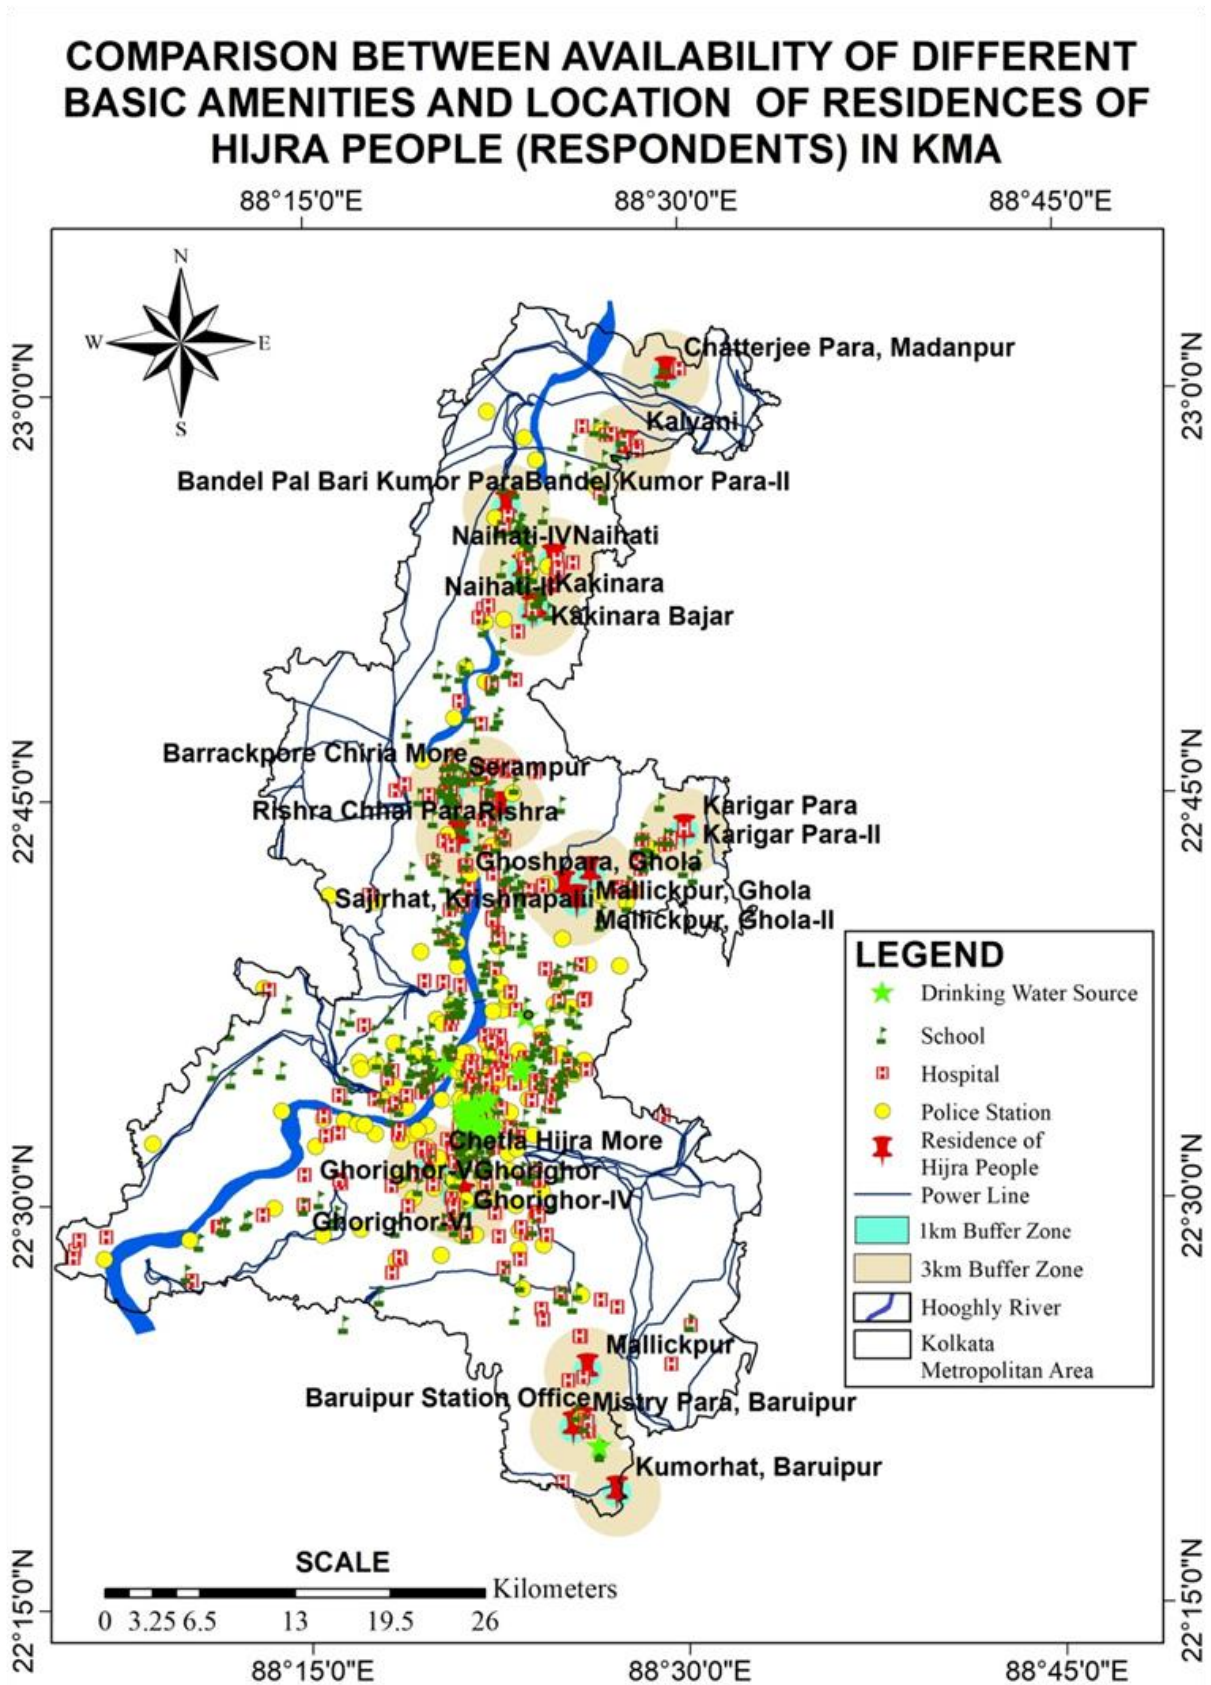 COMPARISON BETWEEN AVAILABILITY OF DIFFERENT
BASIC AMENITIES AND LOCATION OF RESIDENCES OF
HIJRA PEOPLE (RESPONDENTS) IN KMA
88°15'0"E 88°30'0"E 88°45'0"E
N
W E
S
23°0'0"N 23°0'0"N
Chatterjee Para, Madanpur
Kalyani
Bandel Pal Bari Kumor ParaBandel Kumor Para-II
Naihati-IVNaihati
Naihati-IIKakinara
Kakinara Bajar
Barrackpore Chiria More
Serampur
22°45'0"N 22°45'0"N
Rishra Chhai ParaRishra
Karigar Para
Karigar Para-II
Ghoshpara, Ghola
Mallickpur, Ghola
Sajirhat, Krishnapalli
Mallickpur, Ghola-II
LEGEND
Drinking Water Source
School
Hospital
Police Station
Residence of
Hijra People
Power Line
1km Buffer Zone
3km Buffer Zone
Hooghly River
Kolkata
Metropolitan Area
Chetla Hijra More
Ghorighor-VGhorighor
Ghorighor-IV
Ghorighor-VI
22°30'0"N 22°30'0"N
Mallickpur
Baruipur Station OfficeMistry Para, Baruipur
Kumorhat, Baruipur
SCALE
Kilometers
0 3.25 6.5 13 19.5 26
22°15'0"N 22°15'0"N
88°15'0"E 88°30'0"E 88°45'0"E